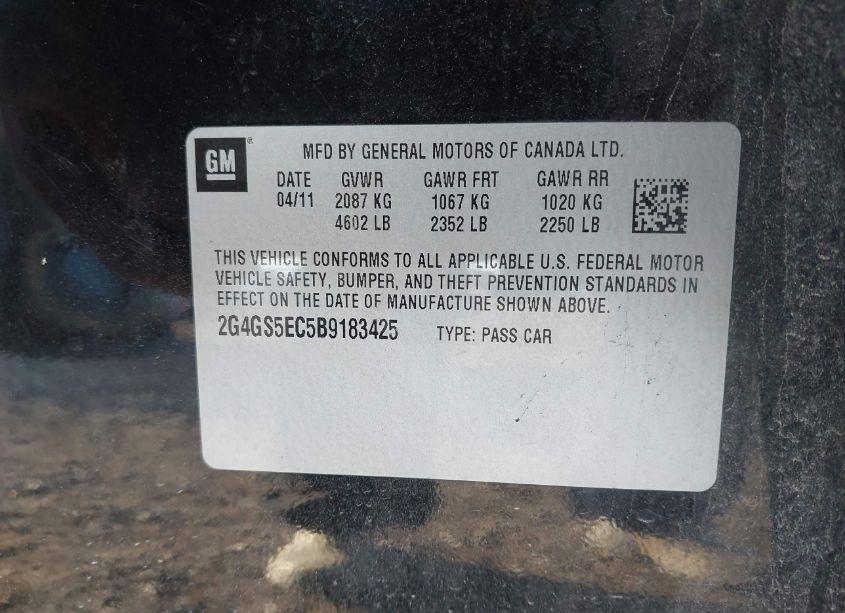 GM®
MFD BY GENERAL MOTORS OF CANADA LTD.
DATE GVWR GAWR FRT GAWR RR
04/11 2087 KG 1067 KG 1020 KG
4602 LB 2352 LB 2250 LB
THIS VEHICLE CONFORMS TO ALL APPLICABLE U.S. FEDERAL MOTOR
VEHICLE SAFETY, BUMPER, AND THEFT PREVENTION STANDARDS IN
EFFECT ON THE DATE OF MANUFACTURE SHOWN ABOVE.
2G4GS5EC5B9183425 TYPE: PASS CAR